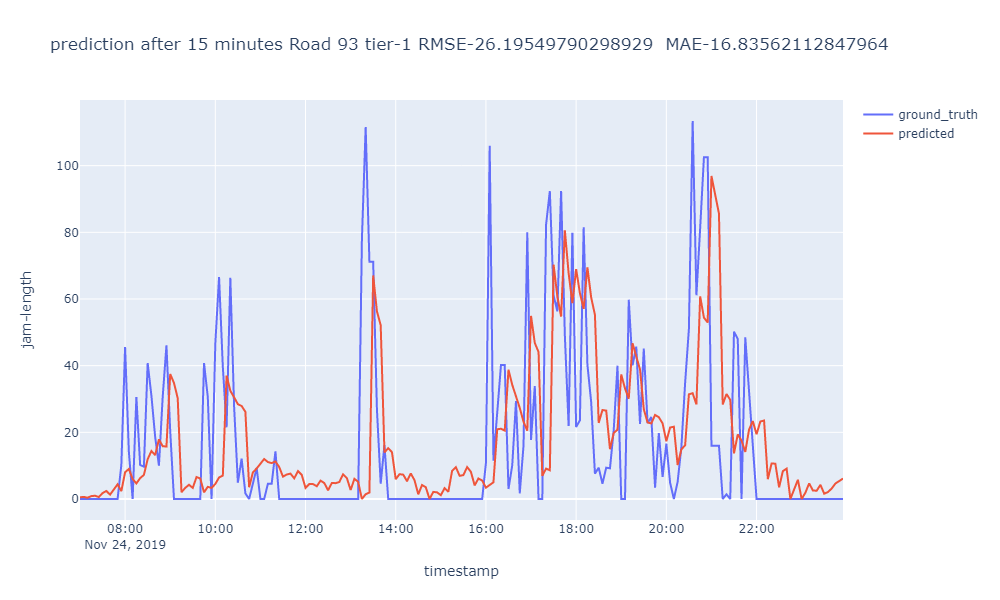 prediction after 15 minutes Road 93 tier-1 RMSE-26.19549790298929  MAE-16.83562112847964
ground_truth
predicted
jam-length
100
80
60
40
20
0
08:00 10:00 12:00 14:00 16:00 18:00 20:00 22:00
Nov 24, 2019
timestamp